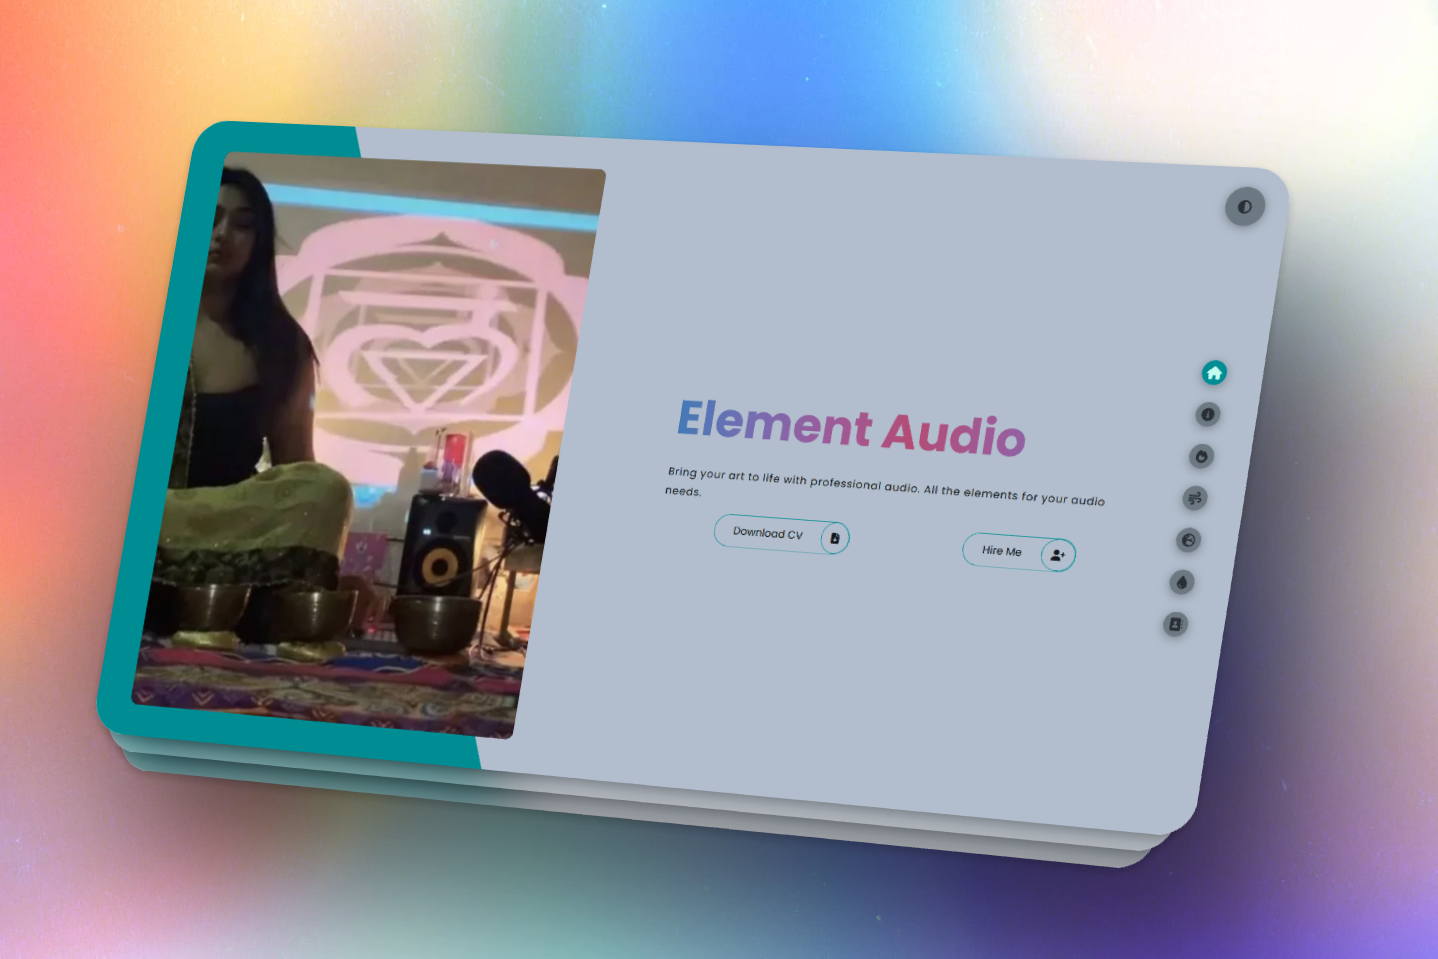 Element Audio
Bring your art to life with professional audio. All the elements for your audio
needs.
Download CV
Hire Me